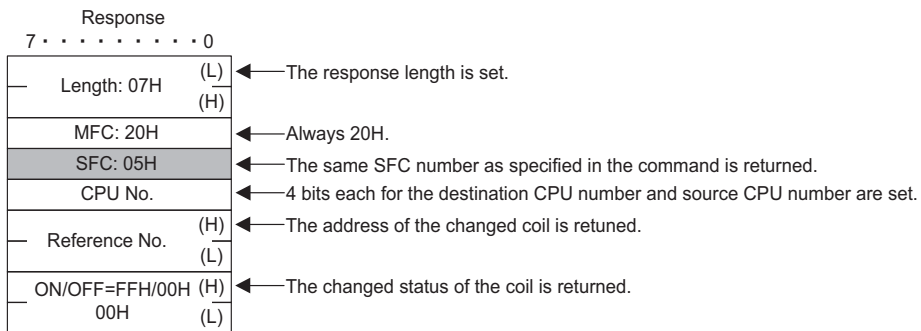 Response
7 · · · · · · · · · 0
Length: 07H (L) The response length is set.
(H)
MFC: 20H Always 20H.
SFC: 05H The same SFC number as specified in the command is returned.
CPU No. 4 bits each for the destination CPU number and source CPU number are set.
Reference No. (H) The address of the changed coil is retuned.
(L)
ON/OFF=FFH/00H (H) The changed status of the coil is returned.
00H (L)